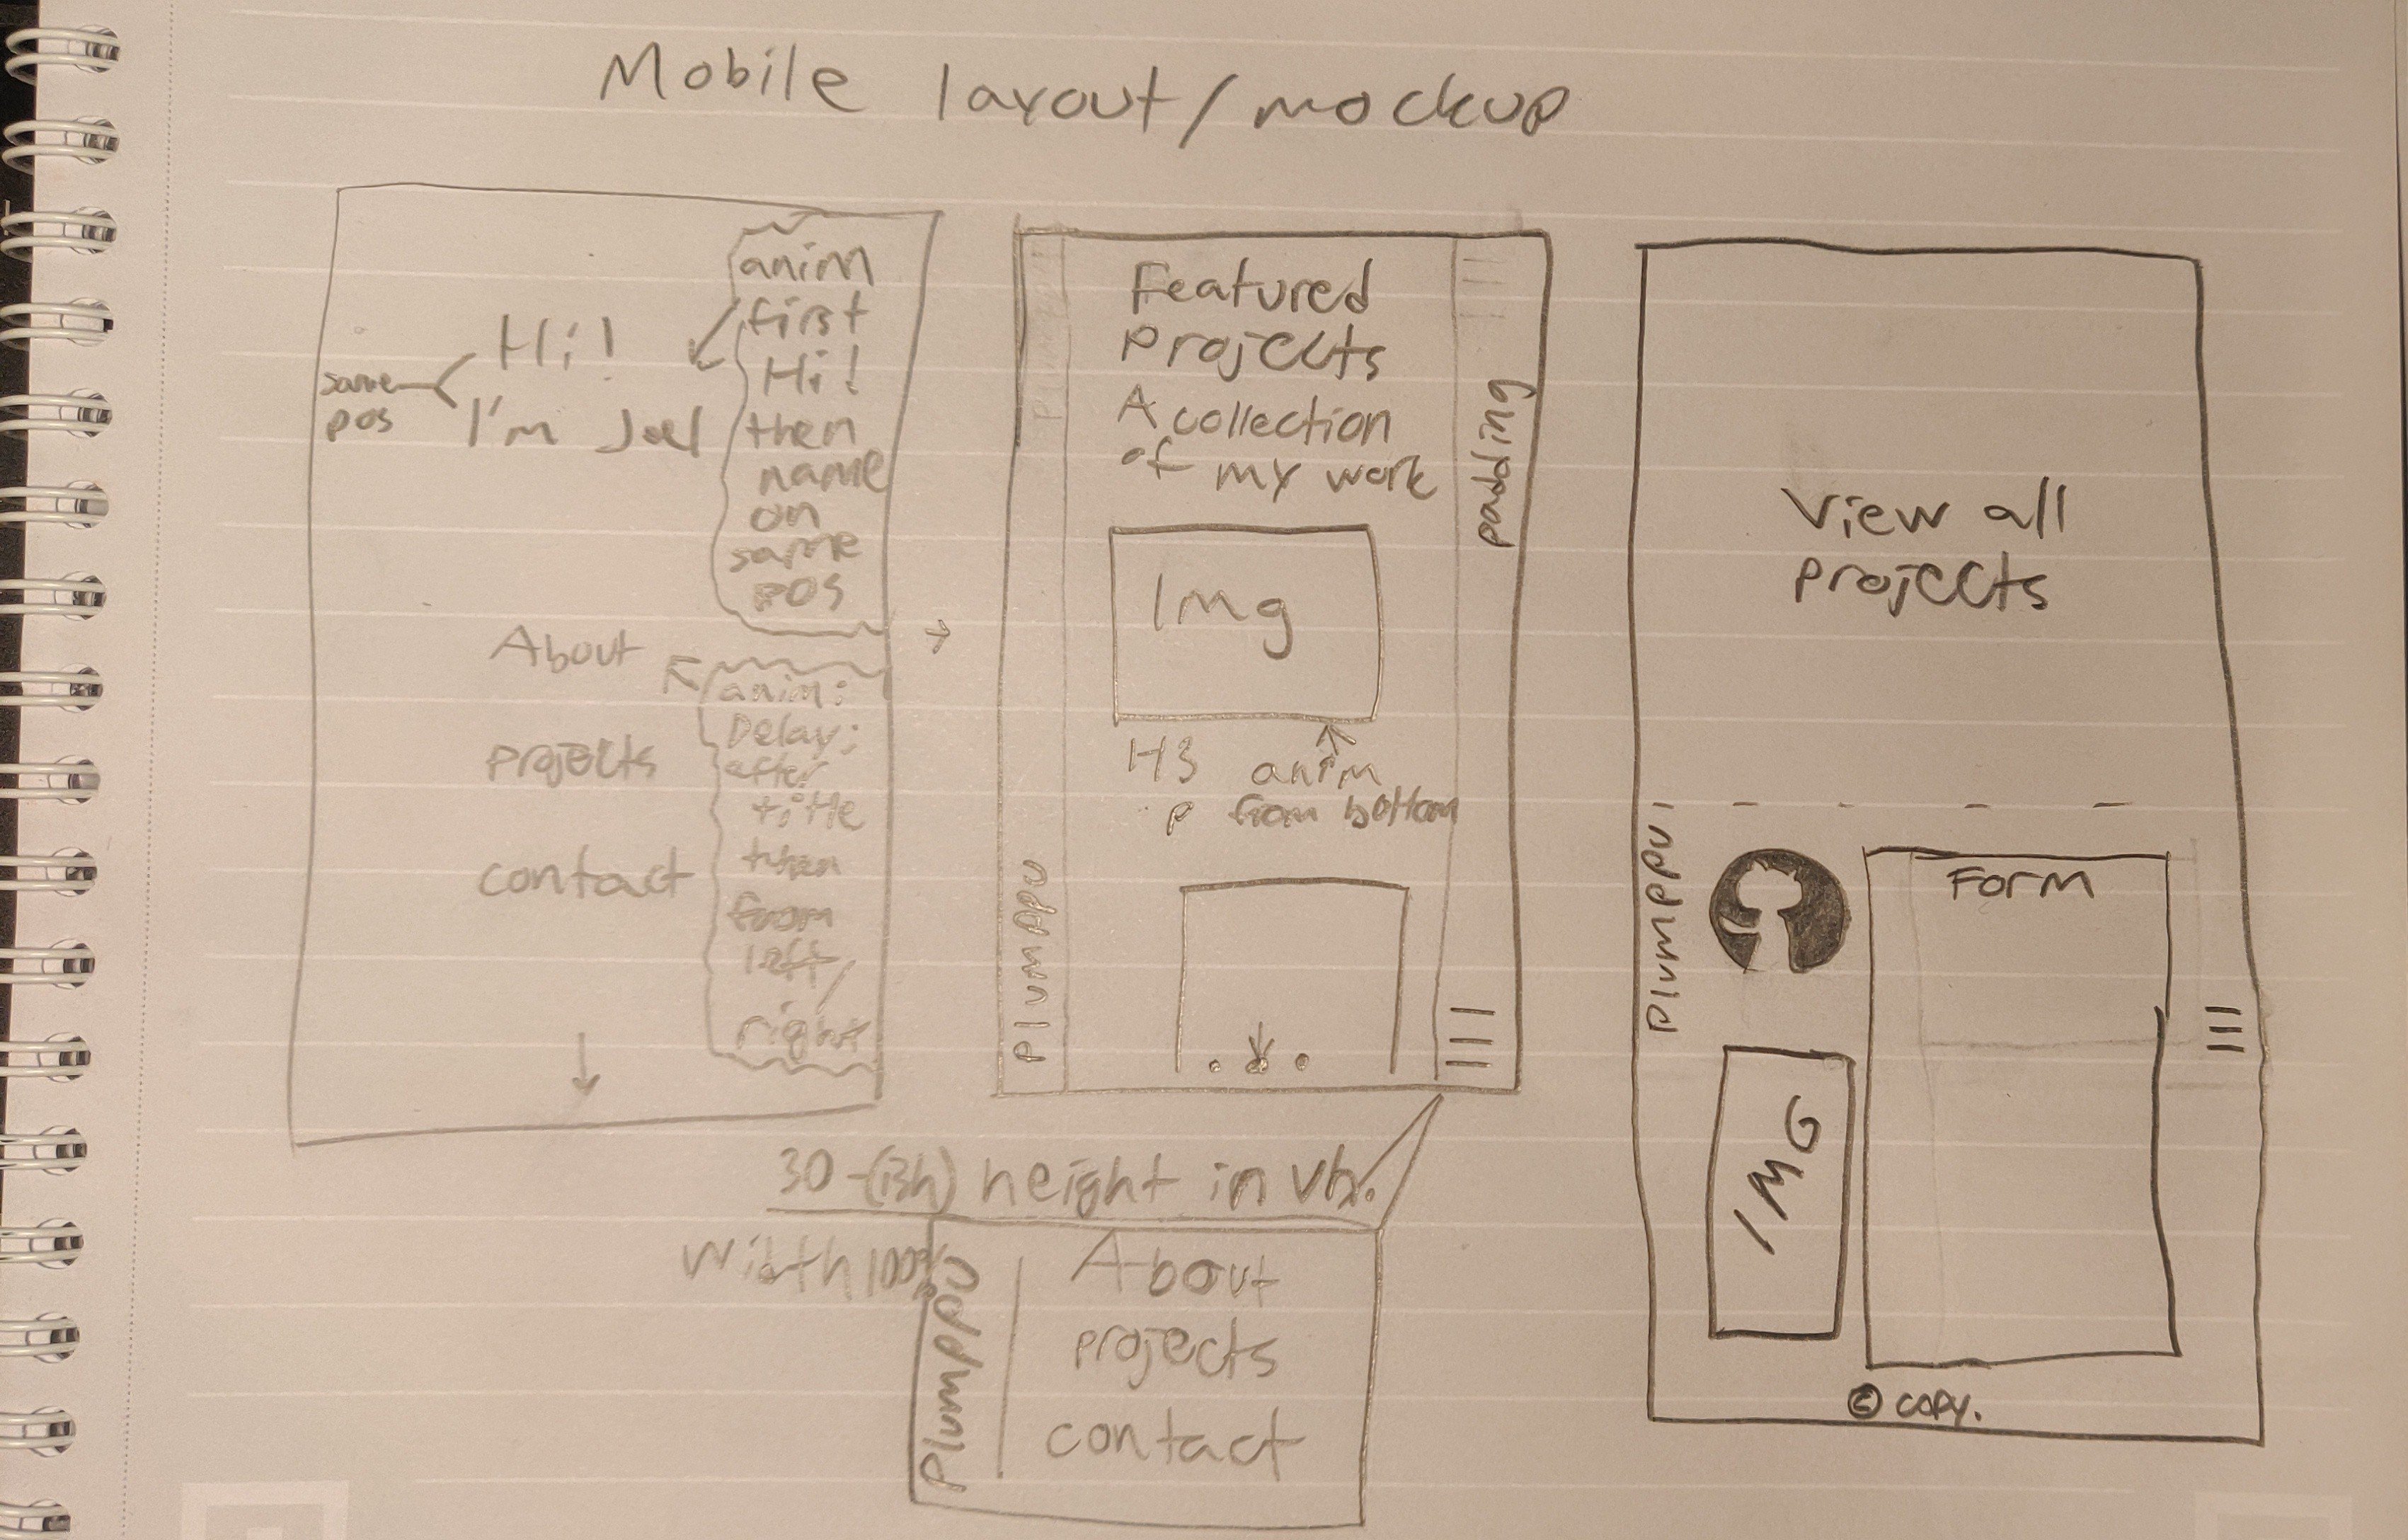 Mobile layout/mockup
Hi!
I'm Joel
same
pos
anim
first
Hi!
then
name
on
same
pos
About
projects
contact
anim:
Delay;
after
title
then
from
left/
right
Featured
Projects
A collection
of my work
padding
Img
H3
p
anim
from bottom
plumppu
30-(ish) height in vh.
Width 100%
plumppu
About
projects
contact
View all
projects
plumppu
Form
IMG
© copy.